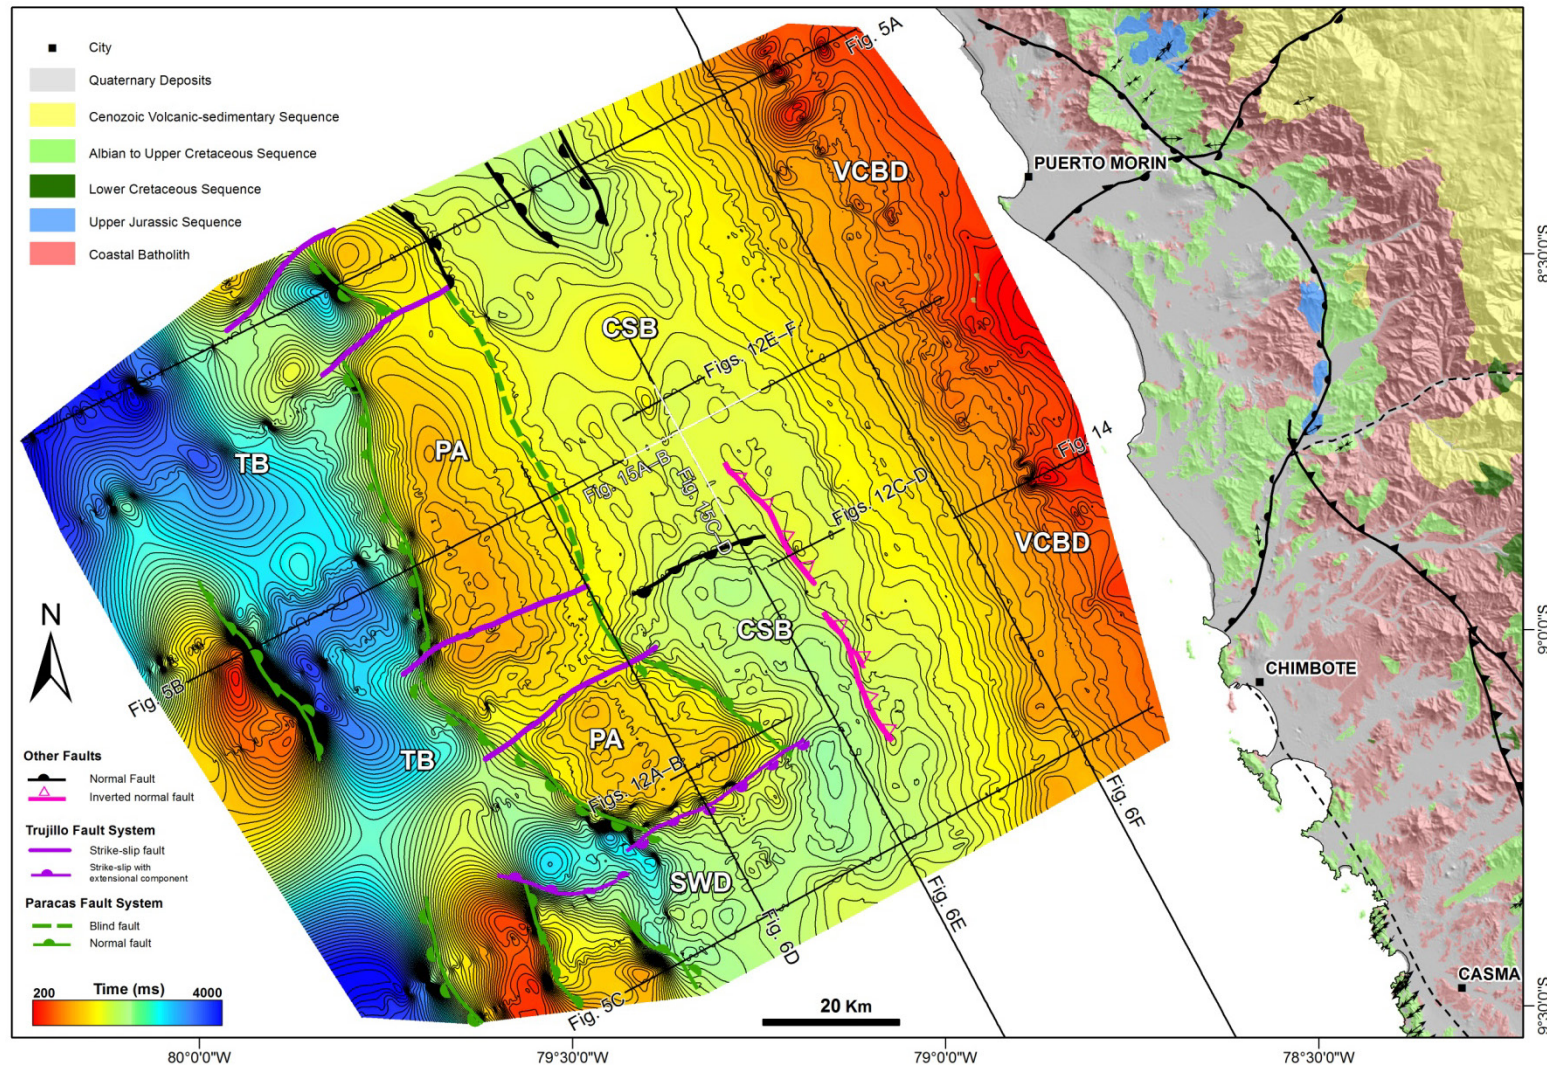 City
Quaternary Deposits
Cenozoic Volcanic-sedimentary Sequence
Albian to Upper Cretaceous Sequence
Lower Cretaceous Sequence
Upper Jurassic Sequence
Coastal Batholith
Fig. 5A
VCBD
PUERTO MORIN
8°30'0"S
CSB
Figs. 12E–F
PA
TB
Fig. 14
Fig. 15A–B
Fig. 15C–D
Figs. 12C–D
VCBD
N
CSB
9°0'0"S
CHIMBOTE
Fig. 5B
PA
TB
Figs. 12A–B
Fig. 6F
Other Faults
Normal Fault
Inverted normal fault
Trujillo Fault System
Strike-slip fault
Strike-slip with
extensional component
SWD
Fig. 6E
Paracas Fault System
Blind fault
Normal fault
Fig. 6D
CASMA
Time (ms)
200
4000
Fig. 5C
20 Km
9°30'0"S
80°0'0"W
79°30'0"W
79°0'0"W
78°30'0"W